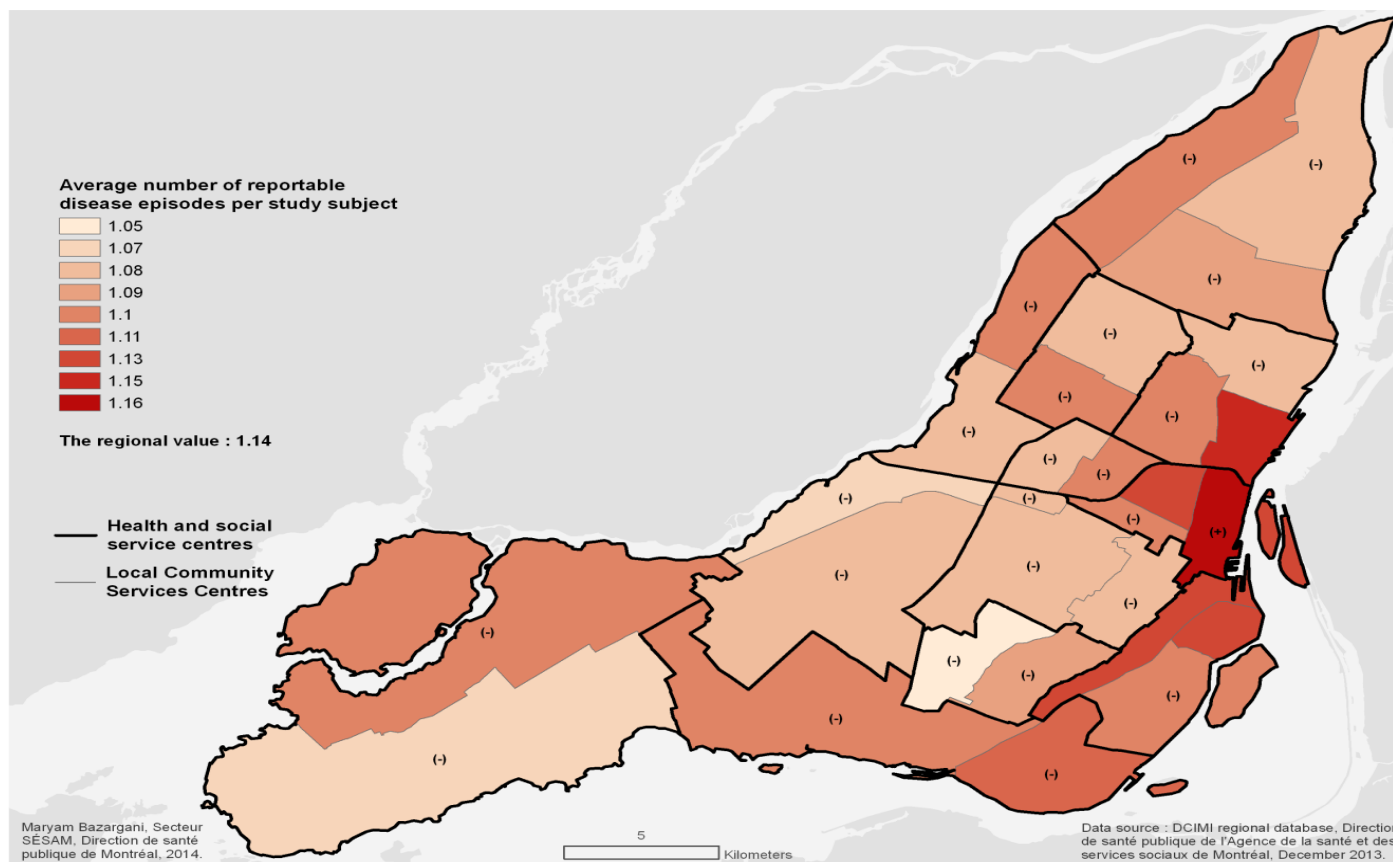 Average number of reportable
disease episodes per study subject
1.05
1.07
1.08
1.09
1.1
1.11
1.13
1.15
1.16
The regional value : 1.14
Health and social
service centres
Local Community
Services Centres
(-)
(-)
(-)
(-)
(-)
(-)
(-)
(-)
(-)
(-)
(-)
(-)
(-)
(-)
(+)
(-)
(-)
(-)
(-)
(-)
(-)
(-)
(-)
(-)
(-)
Maryam Bazargani, Secteur
SÉSAM, Direction de santé
publique de Montréal, 2014.
5
Kilometers
Data source : DCIMI regional database, Direction
de santé publique de l'Agence de la santé et des
services sociaux de Montréal, December 2013.